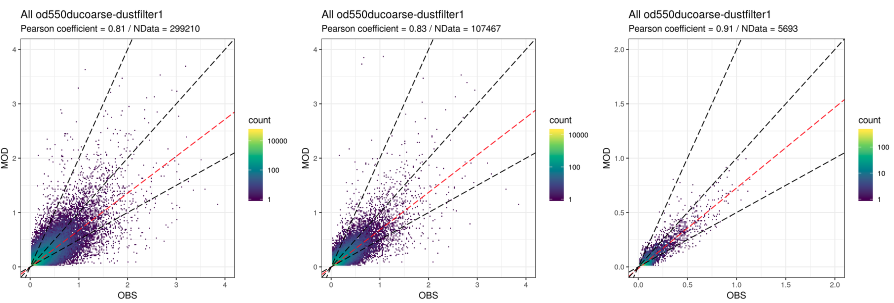 All od550ducoarse-dustfilter1
Pearson coefficient = 0.81 / NData = 299210
4
3
2
1
0
MOD
0 1 2 3 4
OBS
count
10000
100
1
All od550ducoarse-dustfilter1
Pearson coefficient = 0.83 / NData = 107467
4
3
2
1
0
MOD
0 1 2 3 4
OBS
count
10000
100
1
All od550ducoarse-dustfilter1
Pearson coefficient = 0.91 / NData = 5693
2.0
1.5
1.0
0.5
0.0
MOD
0.0 0.5 1.0 1.5 2.0
OBS
count
100
10
1